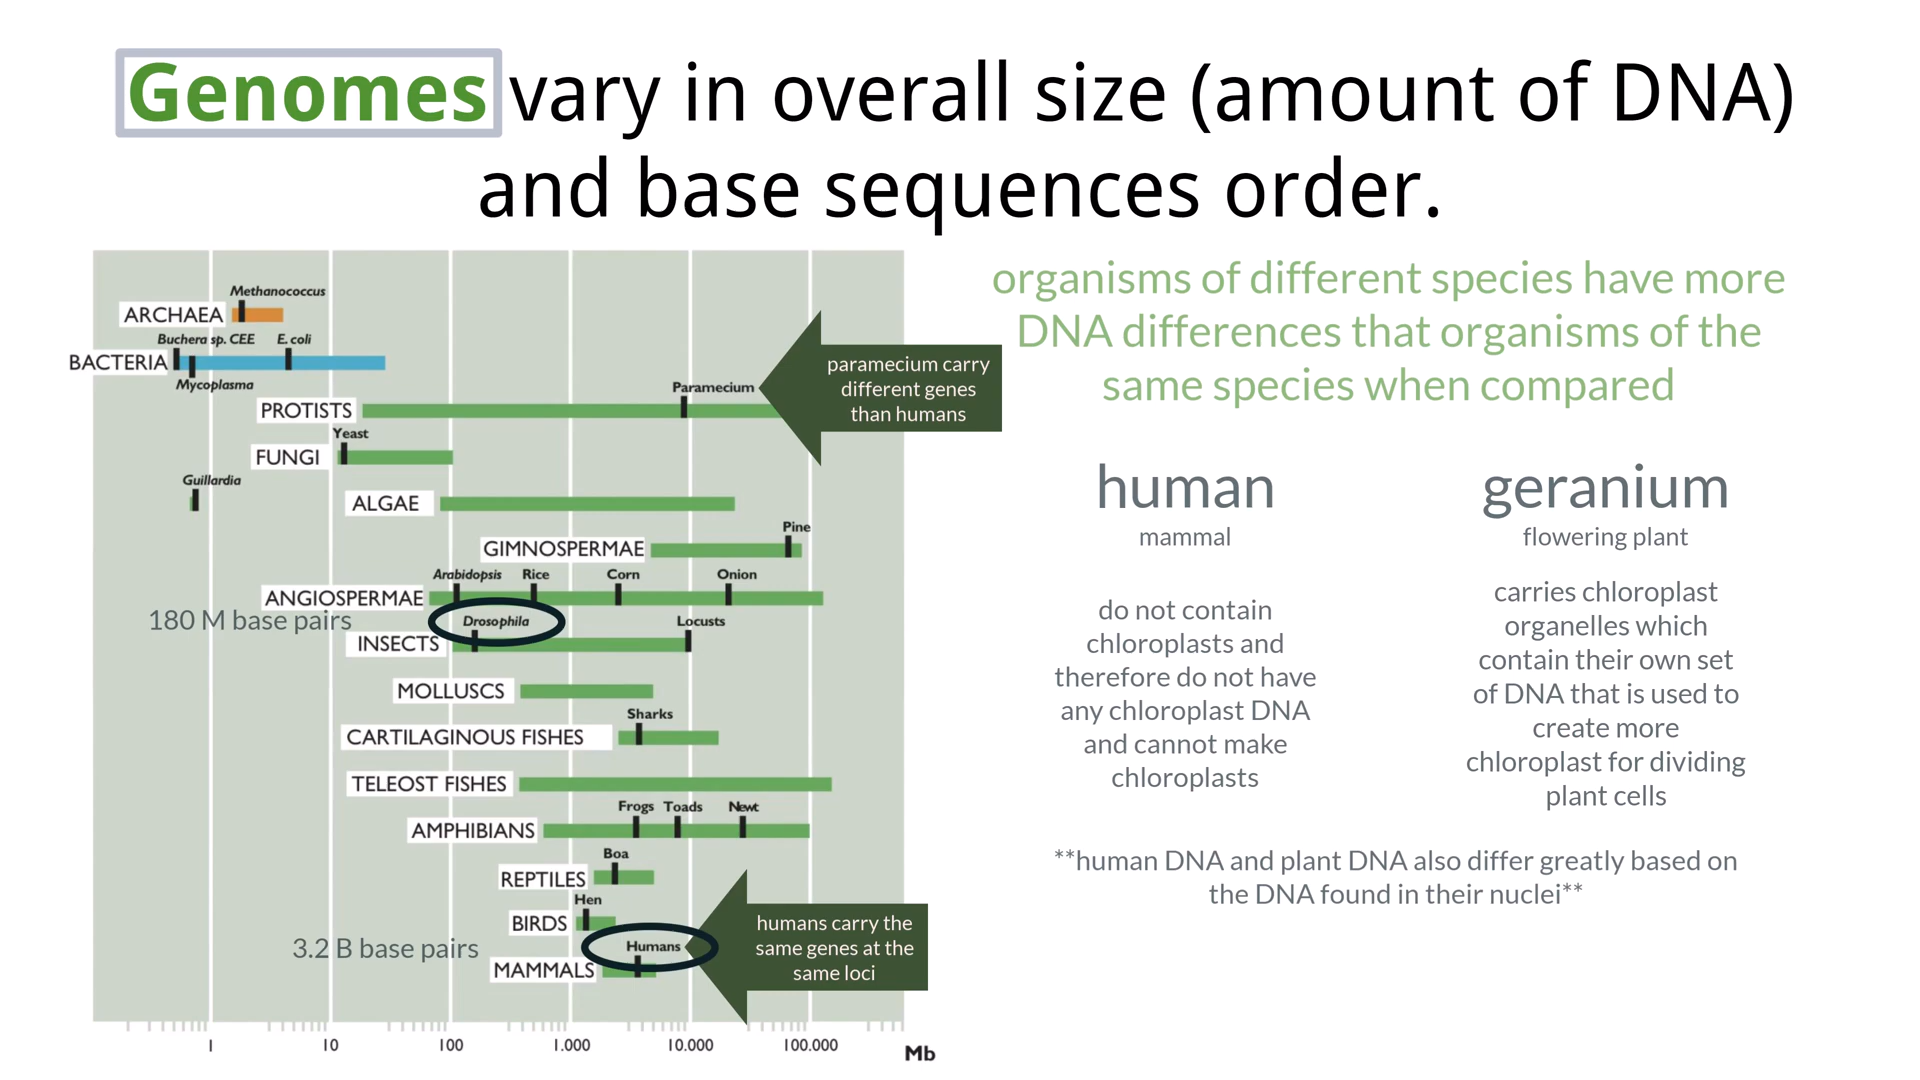 Genomes vary in overall size (amount of DNA)
and base sequences order.
Methanococcus
ARCHAEA
Buchera sp. CEE
E. coli
BACTERIA
Mycoplasma
Paramecium
PROTISTS
Yeast
FUNGI
Guillardia
ALGAE
Pine
GIMNOSPERMAE
Arabidopsis
Rice
Corn
Onion
ANGIOSPERMAE
180 M base pairs
Drosophila
Locusts
INSECTS
MOLLUSCS
Sharks
CARTILAGINOUS FISHES
TELEOST FISHES
Frogs
Toads
Newt
AMPHIBIANS
Boa
REPTILES
Hen
BIRDS
3.2 B base pairs
Humans
MAMMALS
1
10
100
1.000
10.000
100.000
Mb
paramecium carry
different genes
than humans
humans carry the
same genes at the
same loci
organisms of different species have more
DNA differences that organisms of the
same species when compared
human
mammal
do not contain
chloroplasts and
therefore do not have
any chloroplast DNA
and cannot make
chloroplasts
geranium
flowering plant
carries chloroplast
organelles which
contain their own set
of DNA that is used to
create more
chloroplast for dividing
plant cells
**human DNA and plant DNA also differ greatly based on
the DNA found in their nuclei**